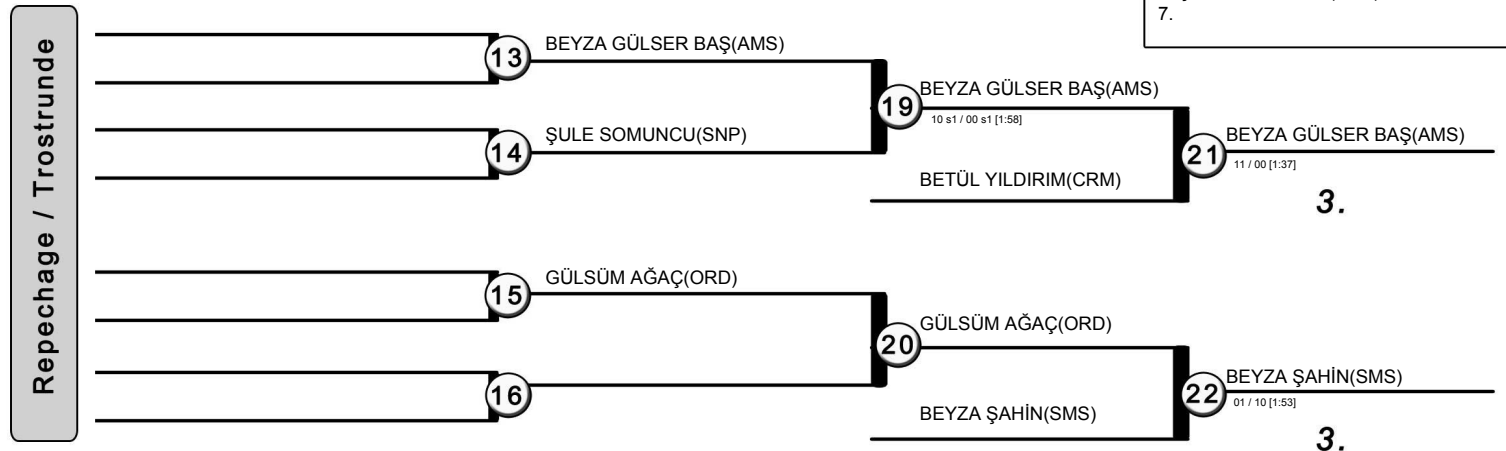 7.
Repechage / Trostrunde
13
BEYZA GÜLSER BAŞ(AMS)
14
ŞULE SOMUNCU(SNP)
19
BEYZA GÜLSER BAŞ(AMS)
10 s1 / 00 s1 [1:58]
BETÜL YILDIRIM(CRM)
21
BEYZA GÜLSER BAŞ(AMS)
11 / 00 [1:37]
3.
15
GÜLSÜM AĞAÇ(ORD)
16
20
GÜLSÜM AĞAÇ(ORD)
BEYZA ŞAHİN(SMS)
22
BEYZA ŞAHİN(SMS)
01 / 10 [1:53]
3.